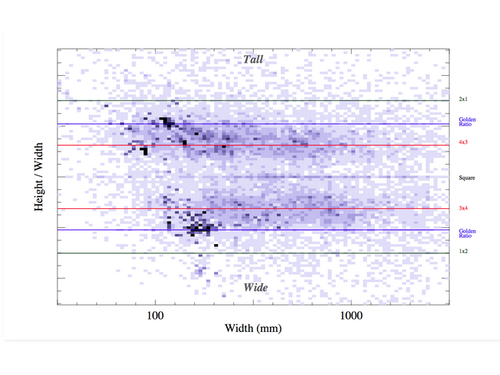 Tall
2x1
Golden
Ratio
4x3
Height / Width
Square
3x4
Golden
Ratio
1x2
Wide
100
1000
Width (mm)